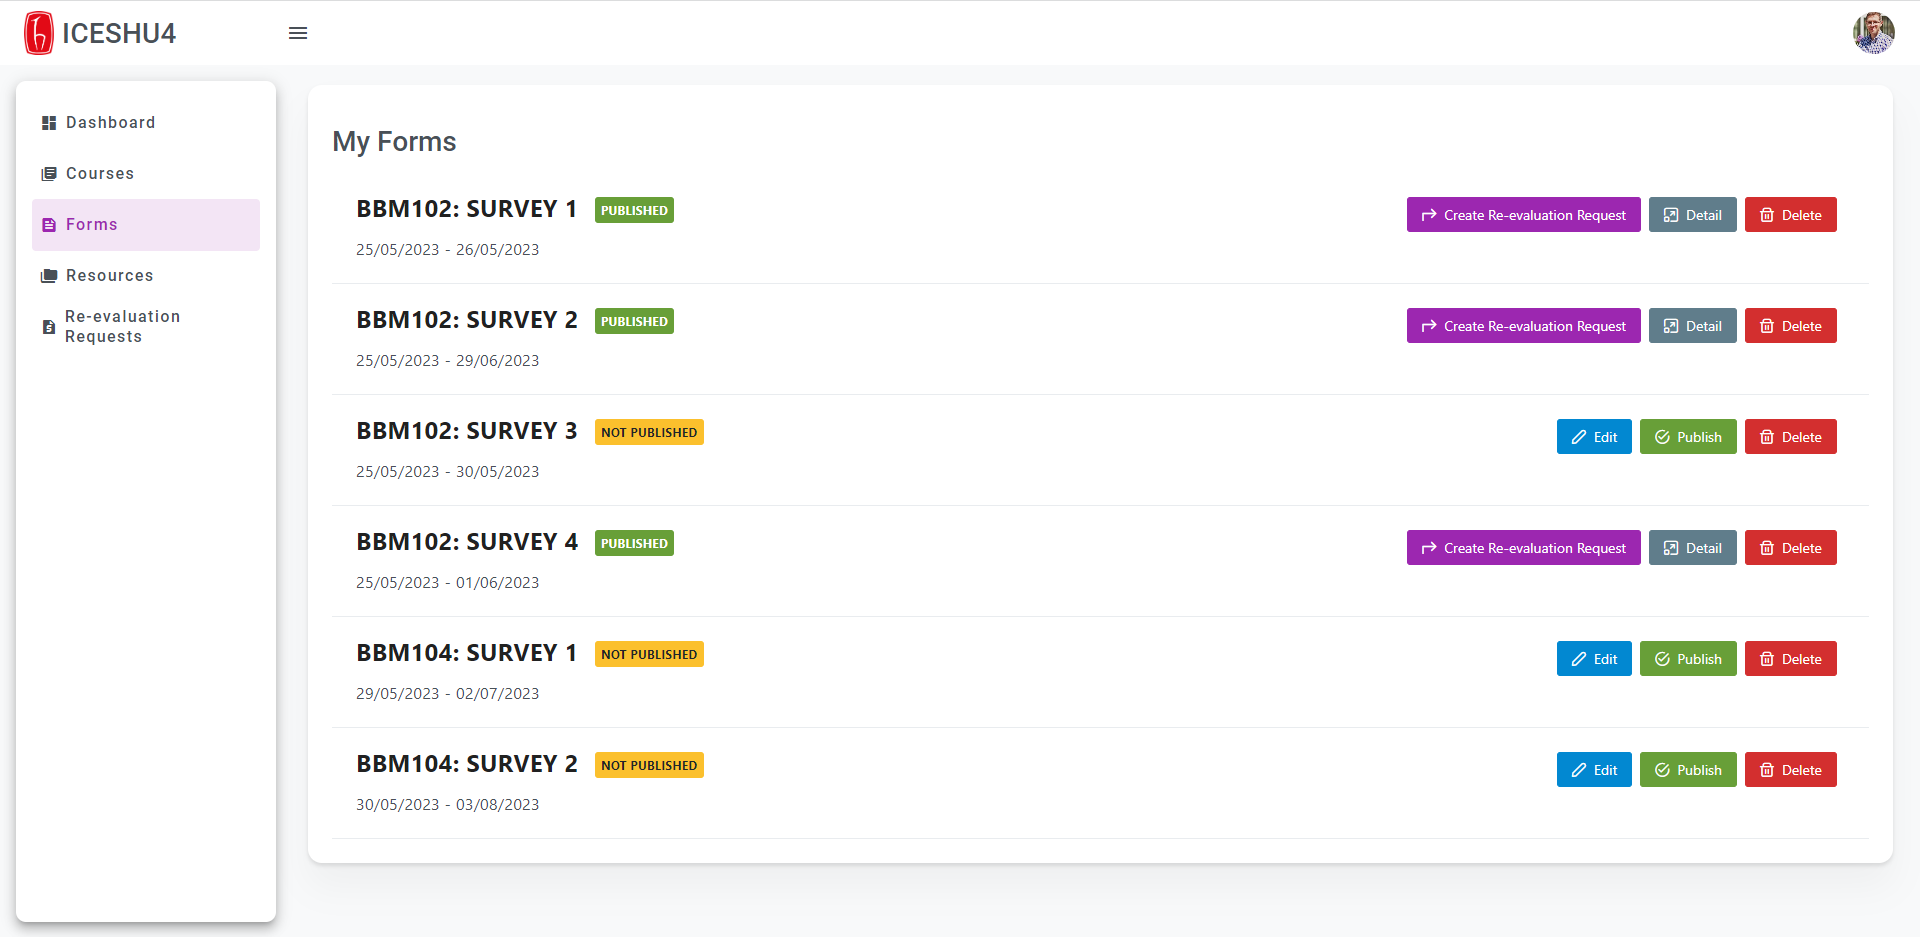 ICESHU4
Dashboard
Courses
Forms
Resources
Re-evaluation
Requests
My Forms
BBM102: SURVEY 1 PUBLISHED Create Re-evaluation Request Detail Delete
25/05/2023 - 26/05/2023
BBM102: SURVEY 2 PUBLISHED Create Re-evaluation Request Detail Delete
25/05/2023 - 29/06/2023
BBM102: SURVEY 3 NOT PUBLISHED Edit Publish Delete
25/05/2023 - 30/05/2023
BBM102: SURVEY 4 PUBLISHED Create Re-evaluation Request Detail Delete
25/05/2023 - 01/06/2023
BBM104: SURVEY 1 NOT PUBLISHED Edit Publish Delete
29/05/2023 - 02/07/2023
BBM104: SURVEY 2 NOT PUBLISHED Edit Publish Delete
30/05/2023 - 03/08/2023